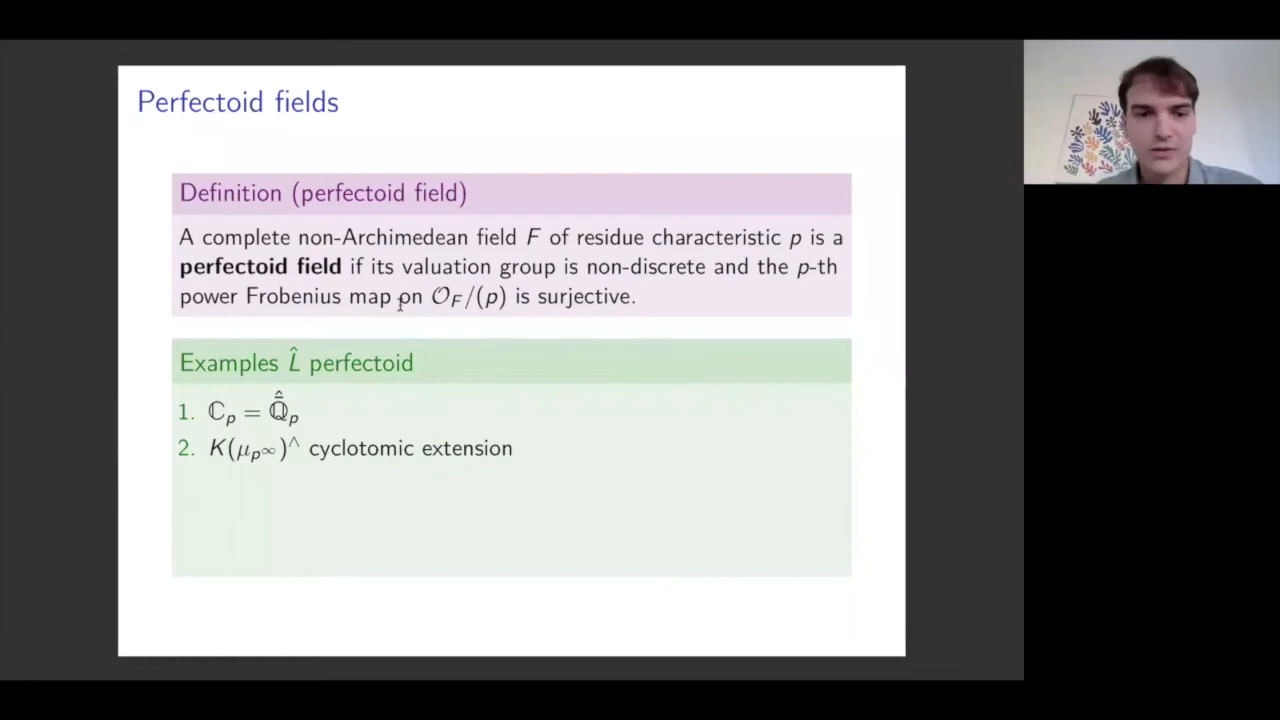 Perfectoid fields
Definition (perfectoid field)
A complete non-Archimedean field F of residue characteristic p is a
perfectoid field if its valuation group is non-discrete and the p-th
power Frobenius map on 𝒪_F/(p) is surjective.
Examples L̂ perfectoid
1. ℂ_p = \hat{\bar{ℚ}}_p
2. K(μ_{p^∞})^∧ cyclotomic extension